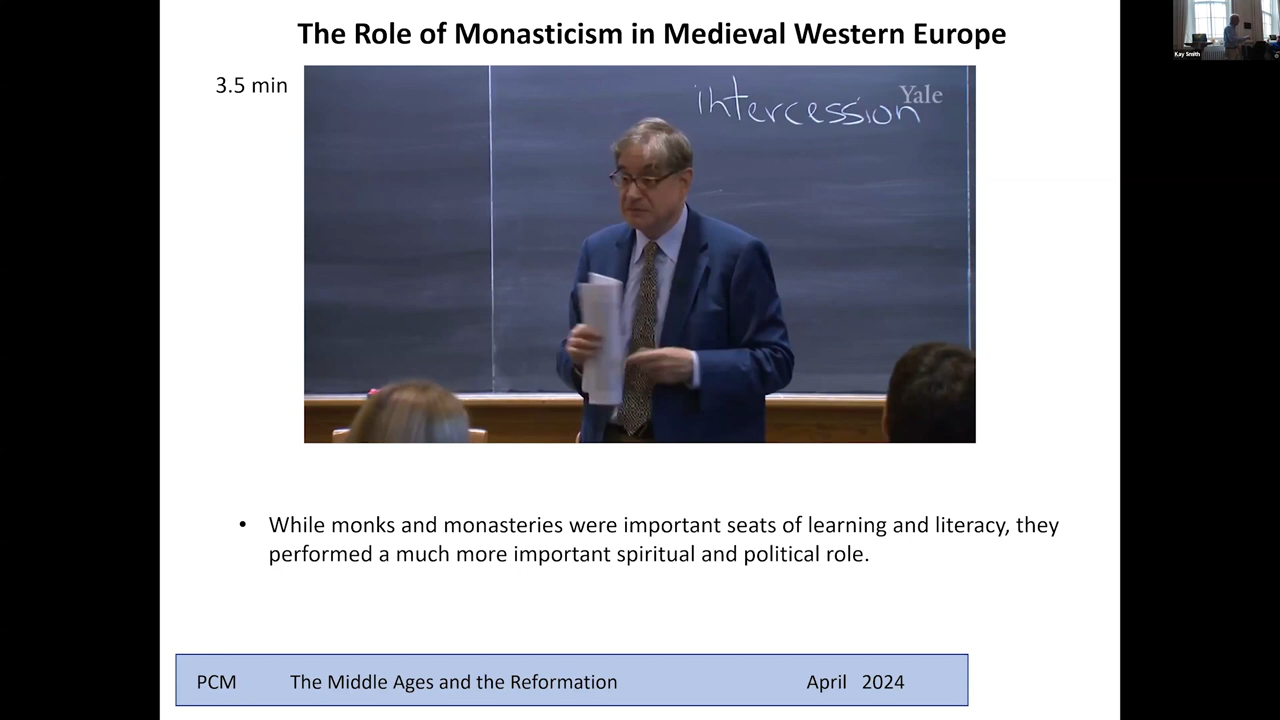 The Role of Monasticism in Medieval Western Europe
3.5 min
intercession
Yale
Kay Smith
• While monks and monasteries were important seats of learning and literacy, they
performed a much more important spiritual and political role.
PCM The Middle Ages and the Reformation April 2024